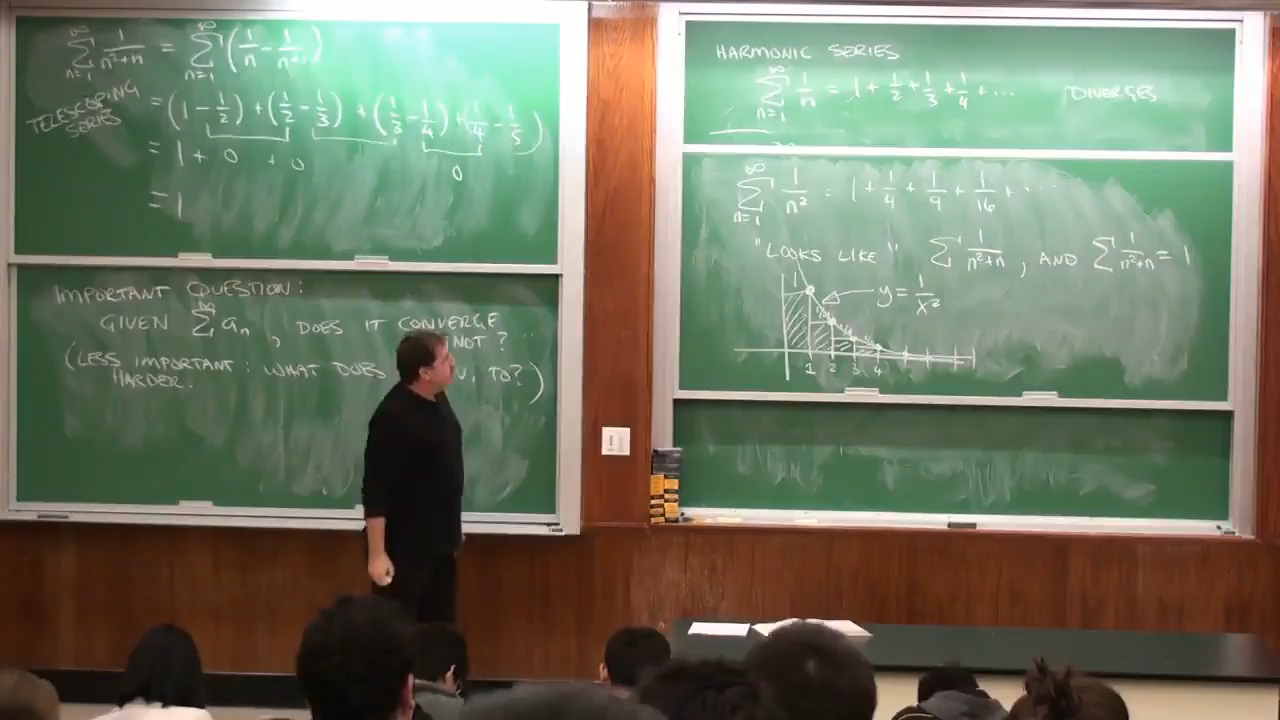 ∞∑n=1 1/(n²+n) = ∞∑n=1 (1/n - 1/(n+1))
TELESCOPING SERIES
= (1 - 1/2) + (1/2 - 1/3) + (1/3 - 1/4) + (1/4 - 1/5)
= 1 + 0 + 0 0
= 1
IMPORTANT QUESTION:
GIVEN ∞∑ aₙ, DOES IT CONVERGE
NOT? ...
(LESS IMPORTANT: WHAT DOES TO?)
HARDER.
HARMONIC SERIES
∞∑n=1 1/n = 1 + 1/2 + 1/3 + 1/4 + ... DIVERGES
∞∑n=1 1/n² = 1 + 1/4 + 1/9 + 1/16 + ...
"LOOKS LIKE" ∑ 1/(n²+n), AND ∑ 1/(n²+n) = 1
1
y = 1/x²
1 2 3 4